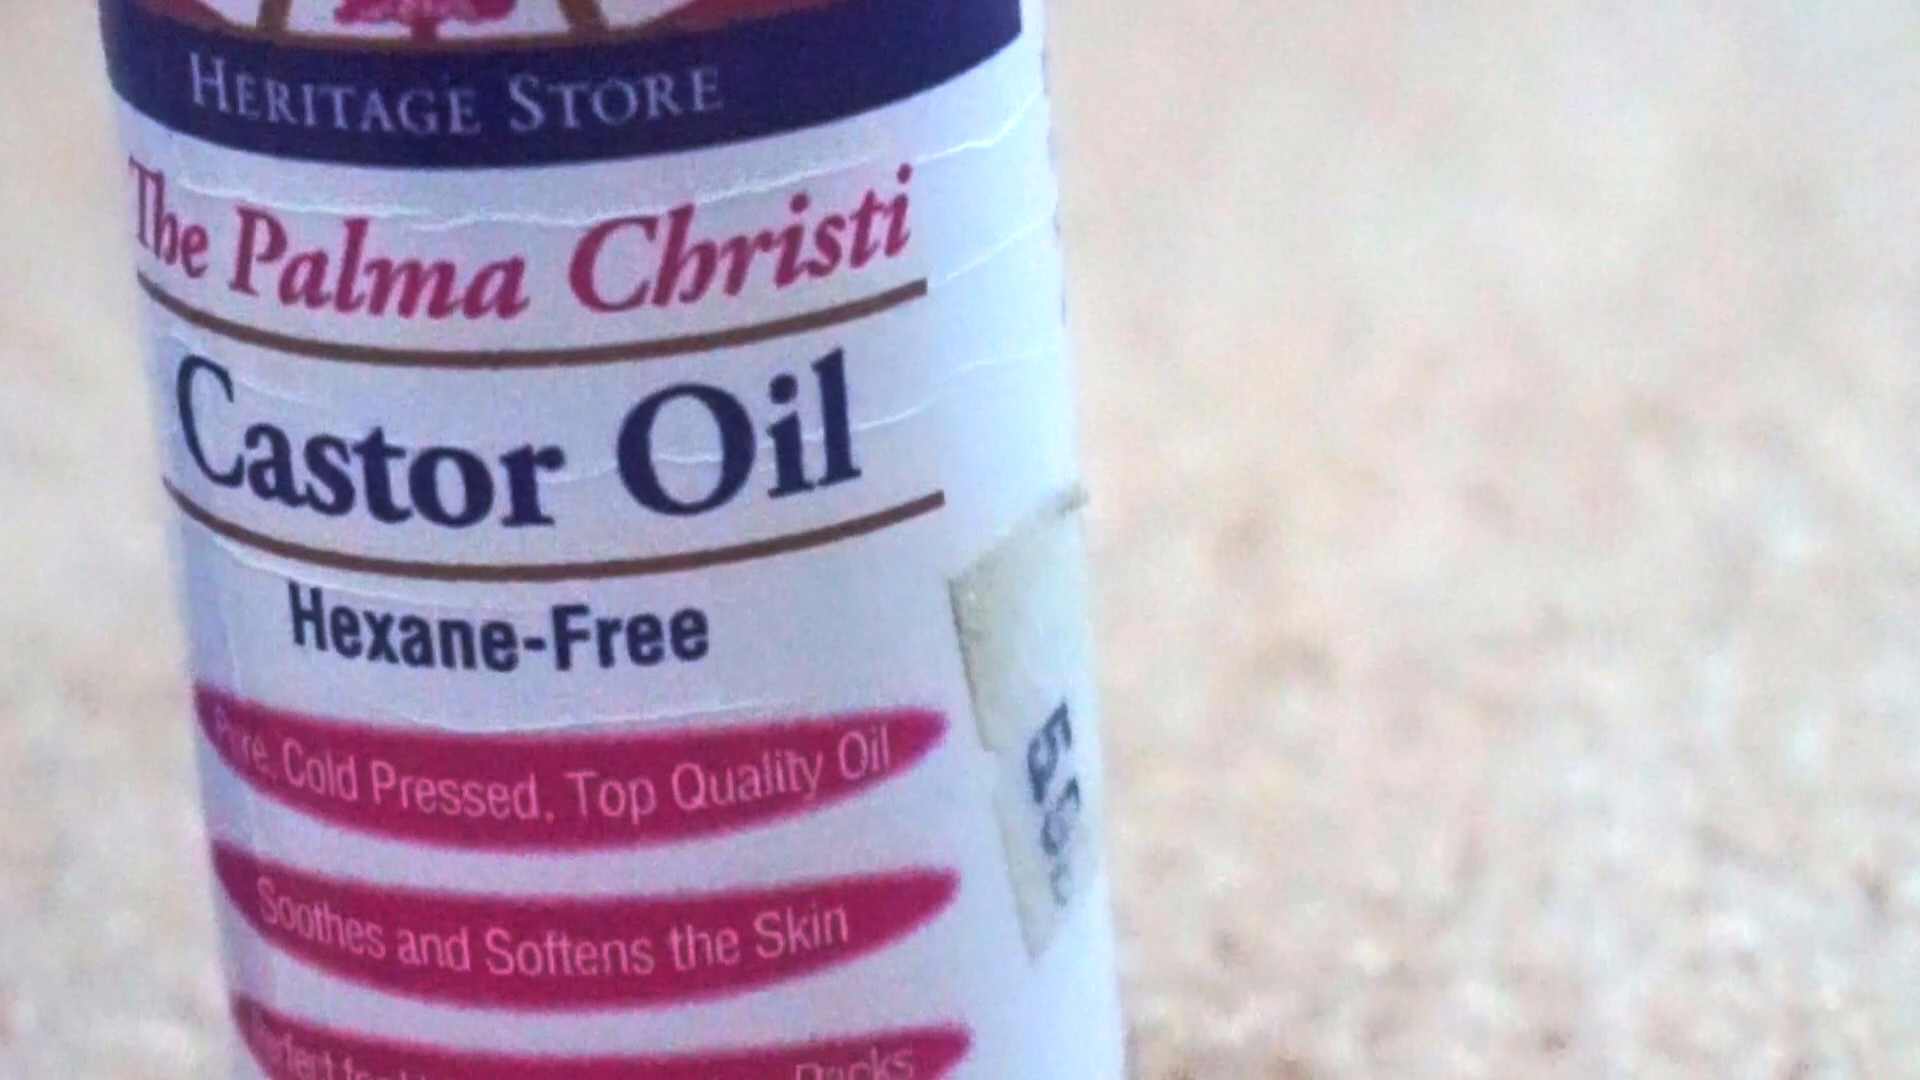 HERITAGE STORE
The Palma Christi
Castor Oil
Hexane-Free
Pure, Cold Pressed, Top Quality Oil
Soothes and Softens the Skin
Packs